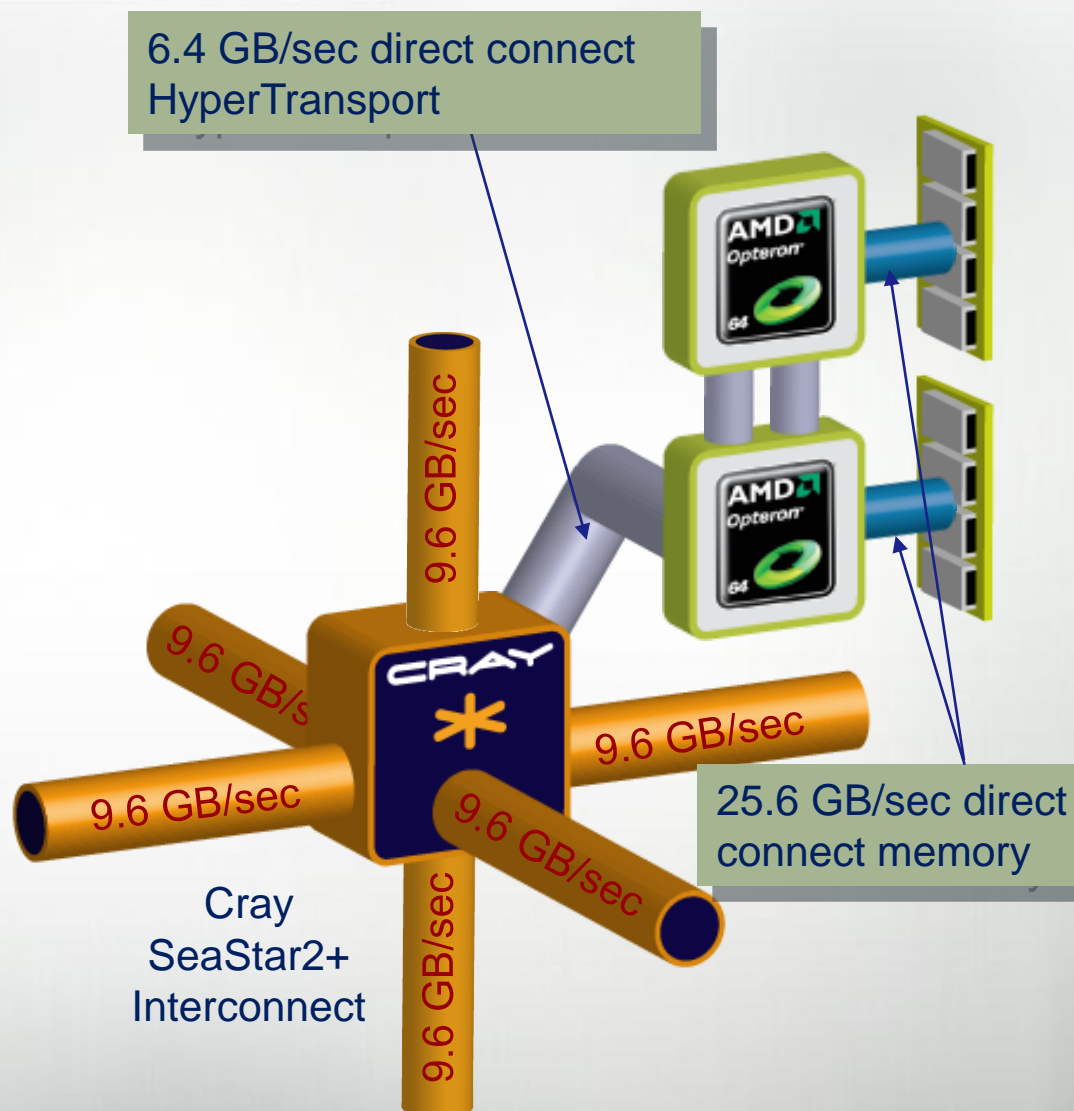 6.4 GB/sec direct connect
HyperTransport
AMD
Opteron
64
AMD
Opteron
64
9.6 GB/sec
9.6 GB/s
CRAY
9.6 GB/sec
9.6 GB/sec
9.6 GB/sec
25.6 GB/sec direct
connect memory
Cray
SeaStar2+
Interconnect
9.6 GB/sec